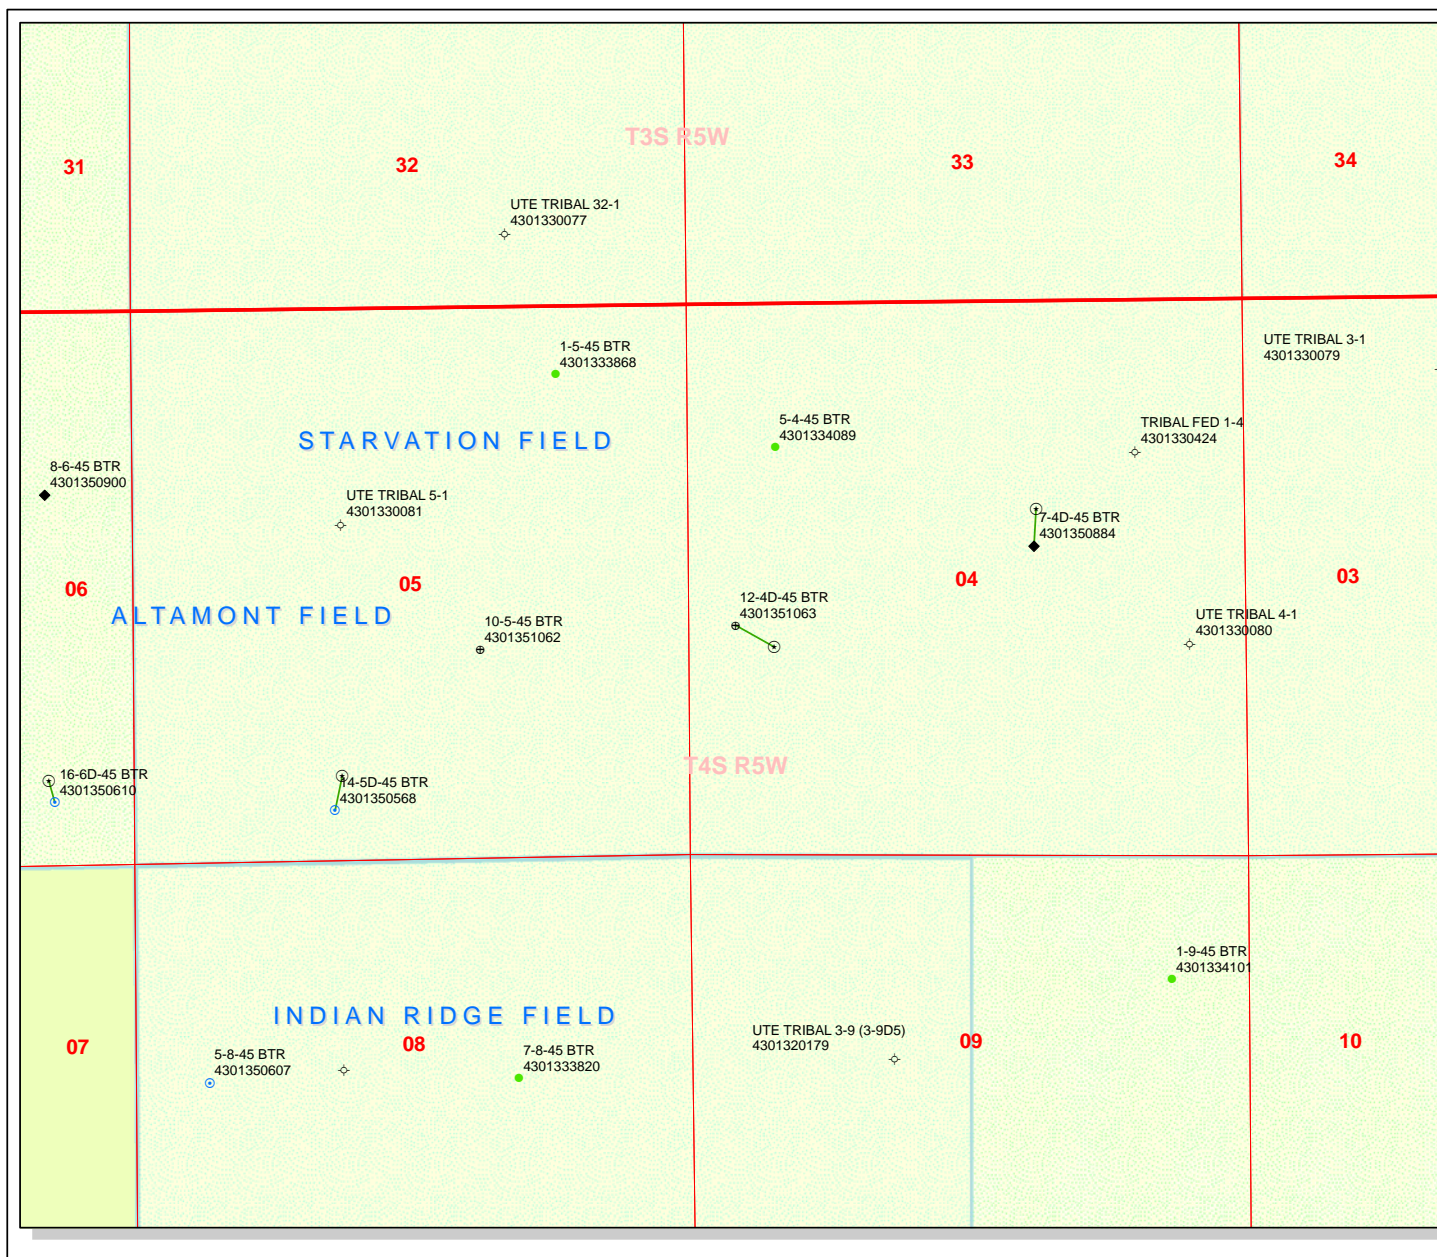 T3S R5W
31
32
33
34
UTE TRIBAL 32-1
4301330077
UTE TRIBAL 3-1
4301330079
1-5-45 BTR
4301333868
5-4-45 BTR
4301334089
TRIBAL FED 1-4
4301330424
STARVATION FIELD
8-6-45 BTR
4301350900
UTE TRIBAL 5-1
4301330081
7-4D-45 BTR
4301350884
06
05
04
03
ALTAMONT FIELD
10-5-45 BTR
4301351062
12-4D-45 BTR
4301351063
UTE TRIBAL 4-1
4301330080
T4S R5W
16-6D-45 BTR
4301350610
14-5D-45 BTR
4301350568
1-9-45 BTR
4301334101
INDIAN RIDGE FIELD
07
08
09
10
5-8-45 BTR
4301350607
7-8-45 BTR
4301333820
UTE TRIBAL 3-9 (3-9D5)
4301320179